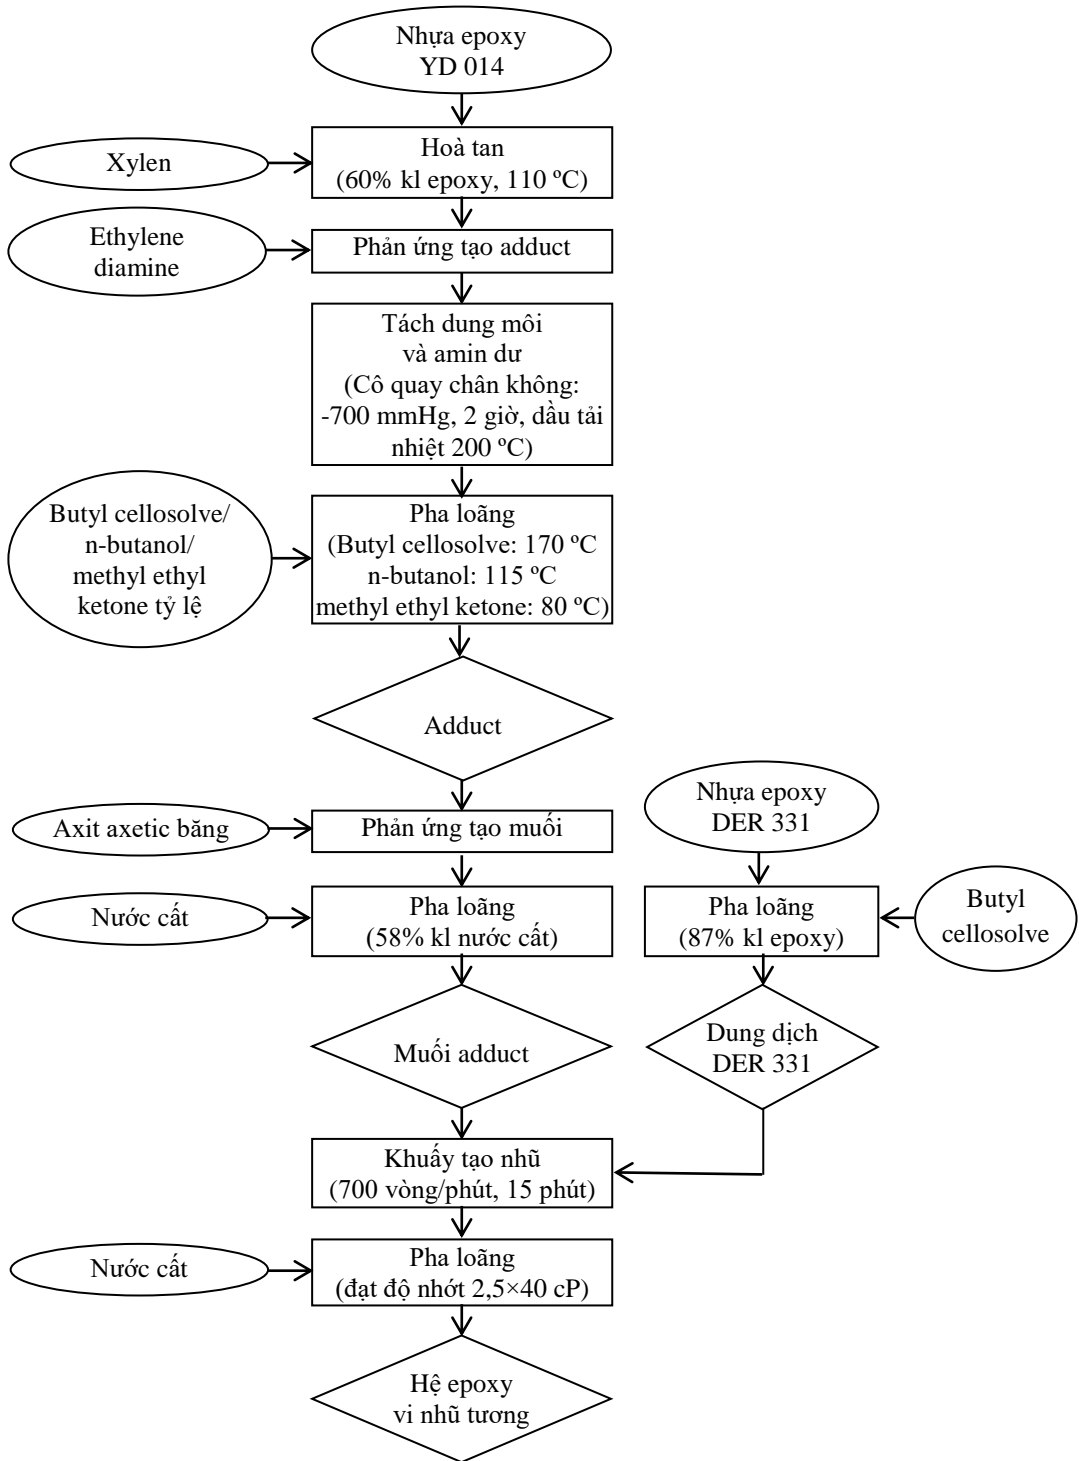 Nhựa epoxy
YD 014
Xylen
Hoà tan
(60% kl epoxy, 110 ºC)
Ethylene
diamine
Phản ứng tạo adduct
Tách dung môi
và amin dư
(Cô quay chân không:
-700 mmHg, 2 giờ, dầu tải
nhiệt 200 ºC)
Butyl cellosolve/
n-butanol/
methyl ethyl
ketone tỷ lệ
Pha loãng
(Butyl cellosolve: 170 ºC
n-butanol: 115 ºC
methyl ethyl ketone: 80 ºC)
Adduct
Axit axetic băng
Phản ứng tạo muối
Nhựa epoxy
DER 331
Nước cất
Pha loãng
(58% kl nước cất)
Pha loãng
(87% kl epoxy)
Butyl
cellosolve
Muối adduct
Dung dịch
DER 331
Khuấy tạo nhũ
(700 vòng/phút, 15 phút)
Nước cất
Pha loãng
(đạt độ nhớt 2,5×40 cP)
Hệ epoxy
vi nhũ tương